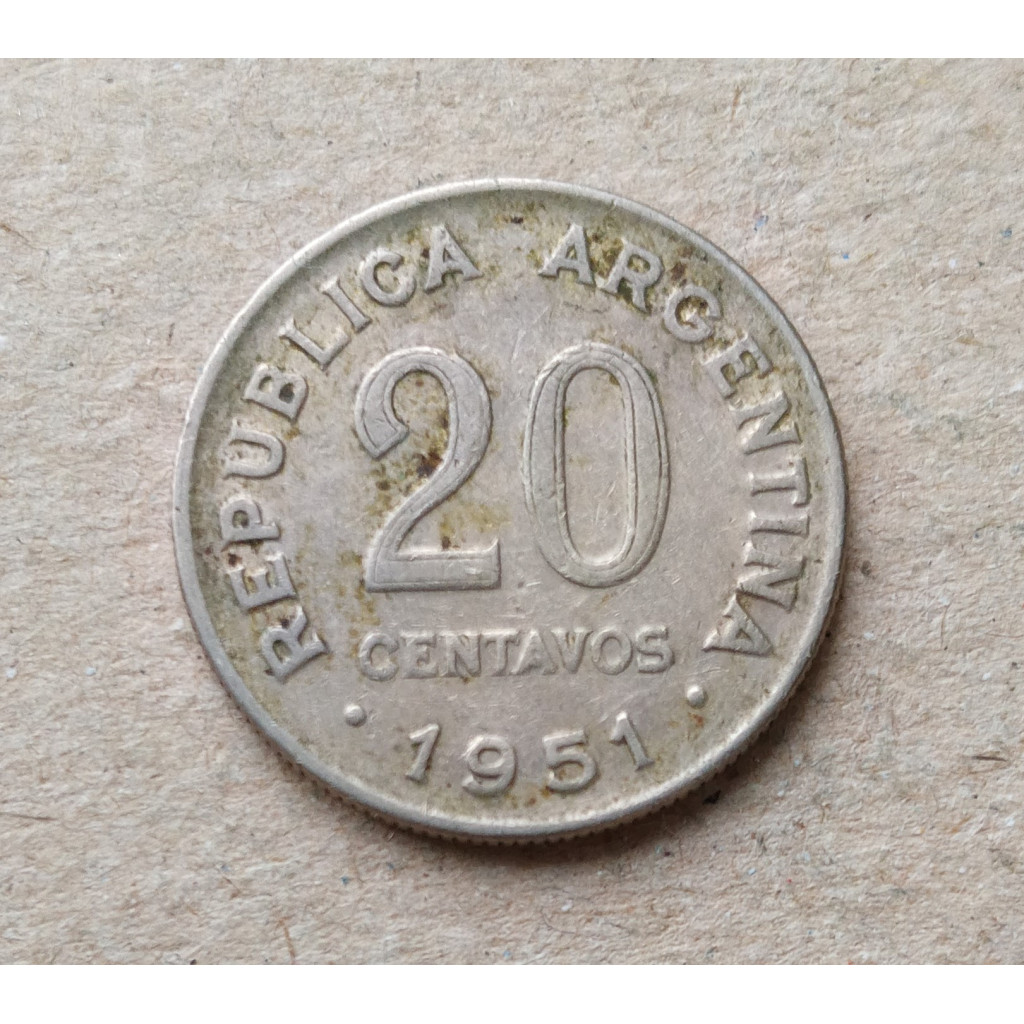 REPUBLICA ARGENTINA
20
CENTAVOS
• 1951 •